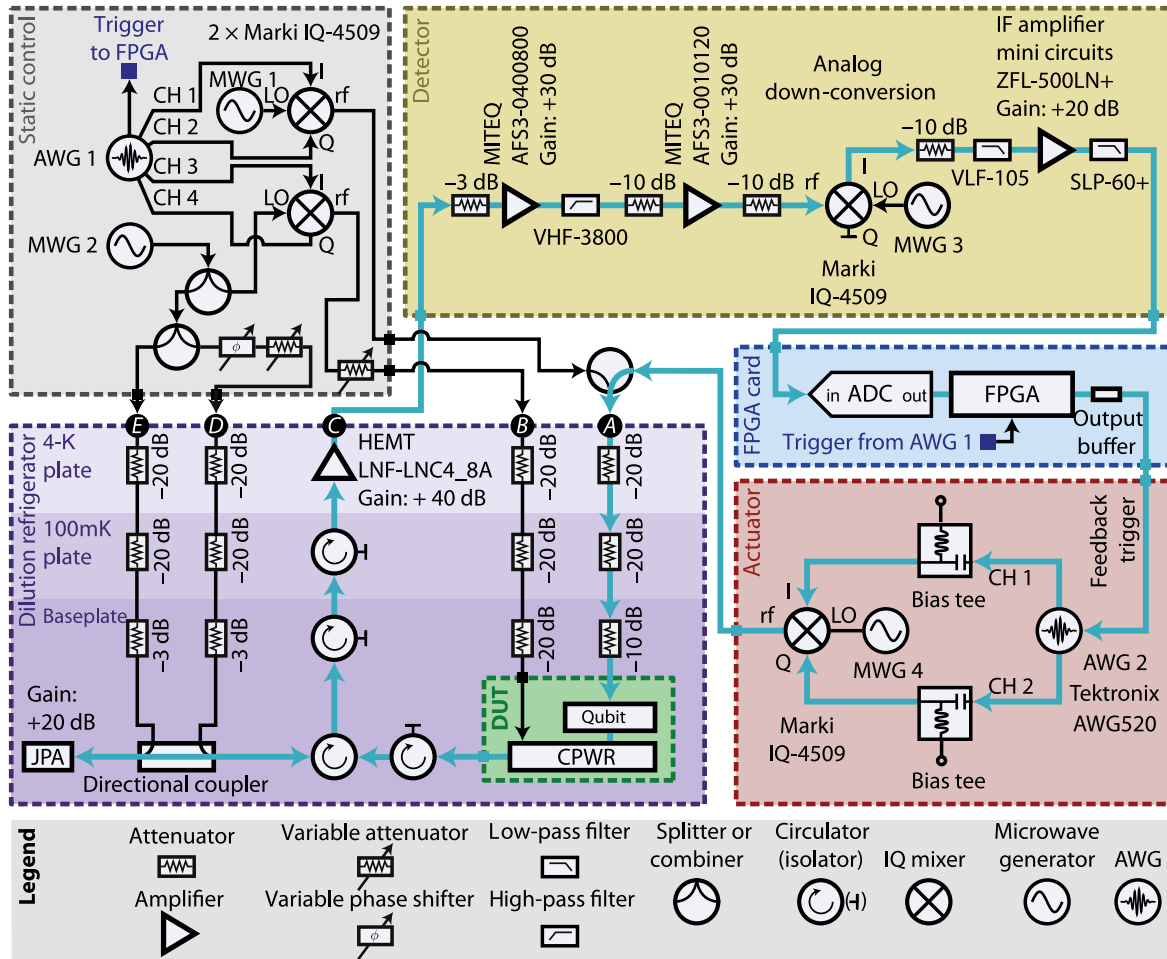 Static control
Trigger
to FPGA
2 × Marki IQ-4509
MWG 1
LO
I
rf
Q
CH 1
CH 2
CH 3
CH 4
AWG 1
I
LO
rf
Q
MWG 2
ϕ
Detector
MITEQ
AFS3-0400800
Gain: +30 dB
MITEQ
AFS3-0010120
Gain: +30 dB
Analog
down-conversion
IF amplifier
mini circuits
ZFL-500LN+
Gain: +20 dB
−3 dB
VHF-3800
−10 dB
−10 dB
rf
I
LO
Q
MWG 3
Marki
IQ-4509
−10 dB
VLF-105
SLP-60+
FPGA card
in ADC out
FPGA
Output
buffer
Trigger from AWG 1
Dilution refrigerator
4-K
plate
100mK
plate
Baseplate
E
D
C
B
A
−20 dB
−20 dB
HEMT
LNF-LNC4_8A
Gain: + 40 dB
−20 dB
−20 dB
−20 dB
−20 dB
−20 dB
−20 dB
−3 dB
−3 dB
−20 dB
−10 dB
Gain:
+20 dB
JPA
Directional coupler
DUT
Qubit
CPWR
Actuator
Feedback
trigger
CH 1
Bias tee
I
rf
LO
Q
MWG 4
Marki
IQ-4509
CH 2
Bias tee
AWG 2
Tektronix
AWG520
Legend
Attenuator
Variable attenuator
Low-pass filter
Splitter or
combiner
Circulator
(isolator)
IQ mixer
Microwave
generator
AWG
Amplifier
Variable phase shifter
ϕ
High-pass filter
( )